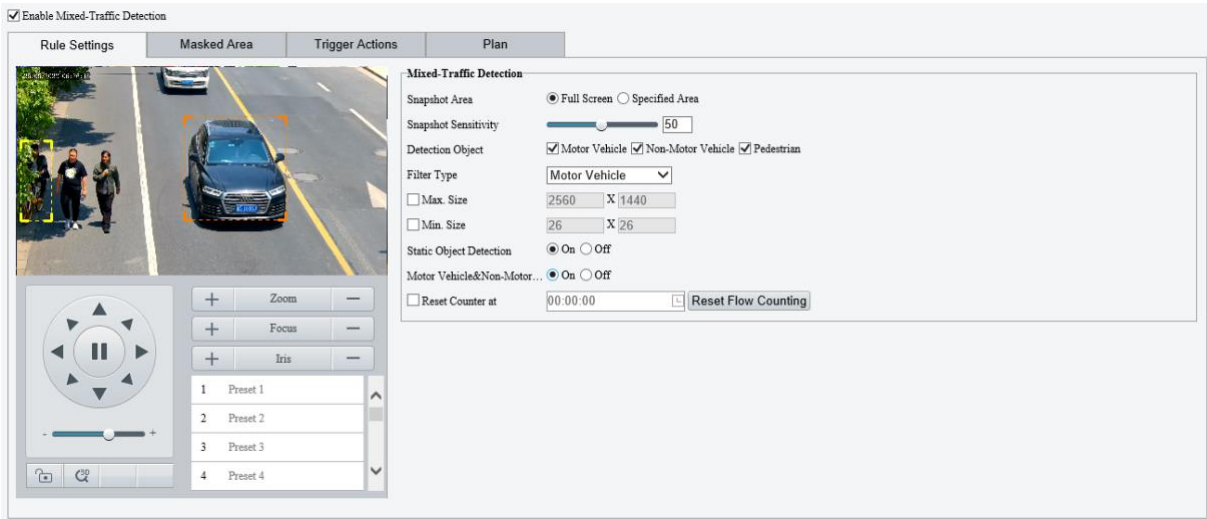 Enable Mixed-Traffic Detection
Rule Settings
Masked Area
Trigger Actions
Plan
Mixed-Traffic Detection
Snapshot Area Full Screen Specified Area
Snapshot Sensitivity 50
Detection Object Motor Vehicle Non-Motor Vehicle Pedestrian
Filter Type Motor Vehicle
Max. Size 2560 X 1440
Min. Size 26 X 26
Static Object Detection On Off
Motor Vehicle&Non-Motor... On Off
Reset Counter at 00:00:00 Reset Flow Counting
+ Zoom −
+ Focus −
+ Iris −
1 Preset 1
2 Preset 2
3 Preset 3
4 Preset 4
- +
3D